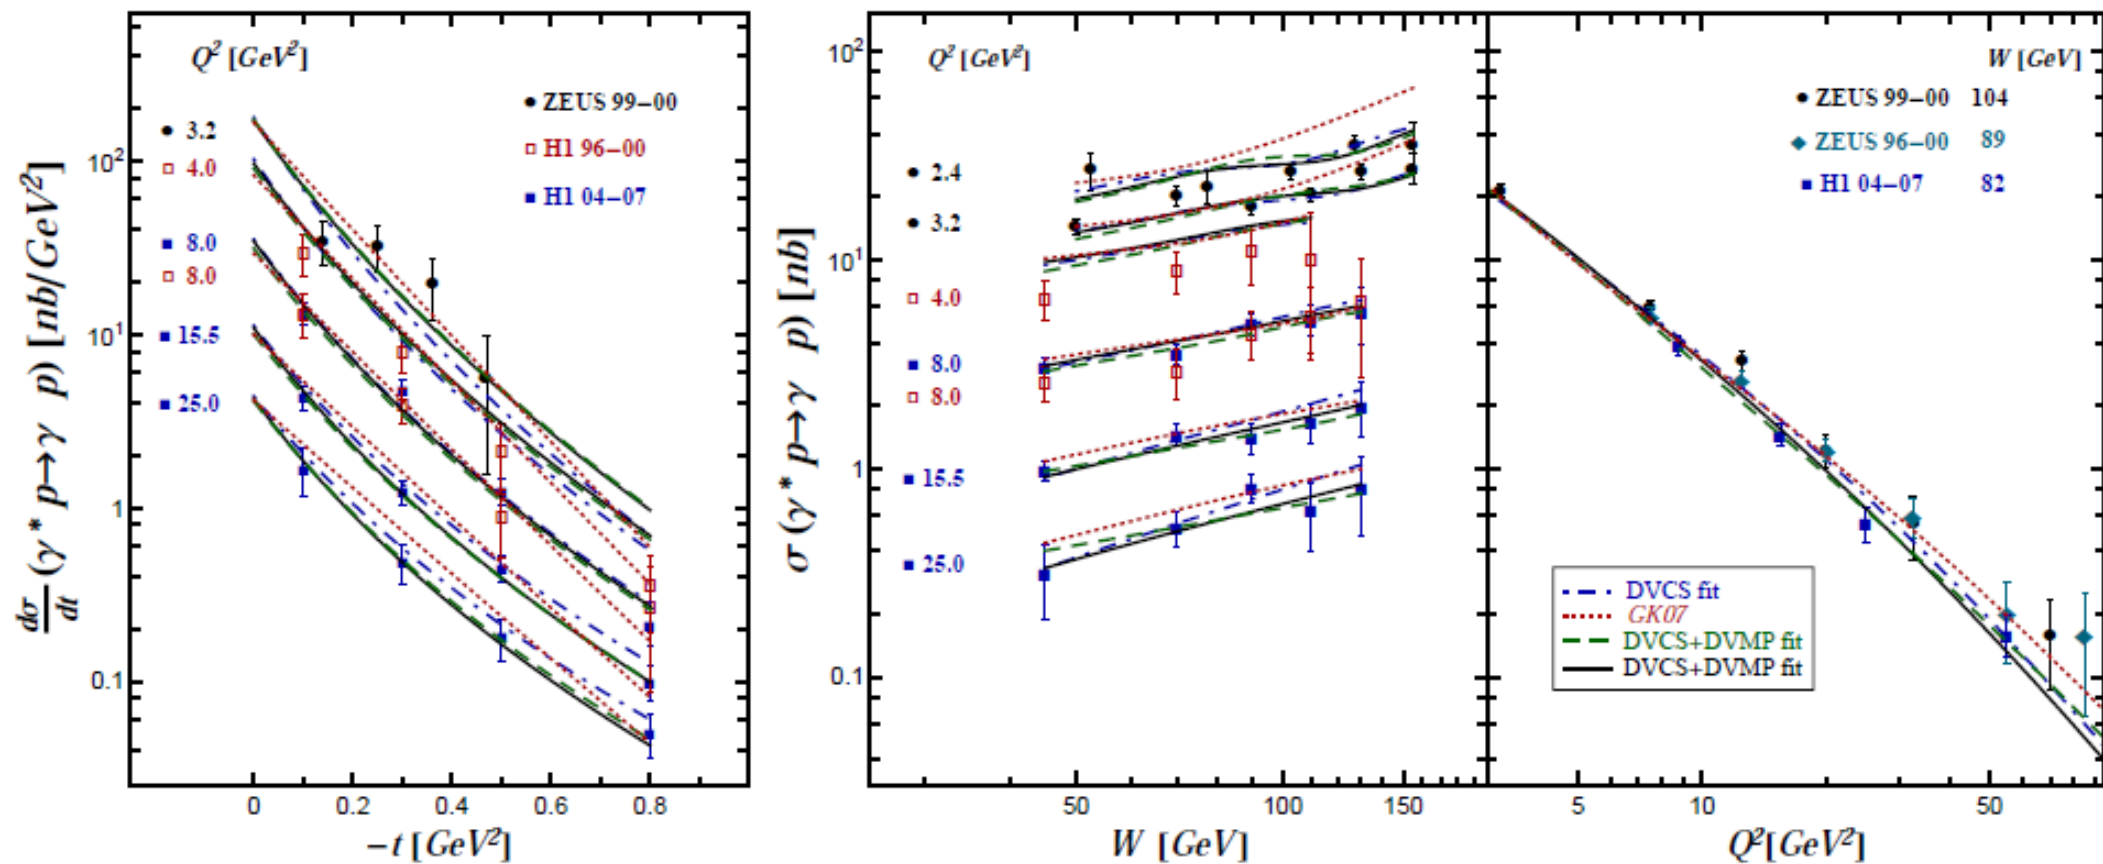 Q² [GeV²]
ZEUS 99–00
H1 96–00
H1 04–07
3.2
4.0
8.0
8.0
15.5
25.0
10²
10¹
1
0.1
dσ/dt (γ* p→γ p) [nb/GeV²]
0 0.2 0.4 0.6 0.8
−t [GeV²]
Q² [GeV²]
2.4
3.2
4.0
8.0
8.0
15.5
25.0
10²
10¹
1
0.1
σ (γ* p→γ p) [nb]
50 100 150
W [GeV]
W [GeV]
ZEUS 99–00 104
ZEUS 96–00 89
H1 04–07 82
DVCS fit
GK07
DVCS+DVMP fit
DVCS+DVMP fit
5 10 50
Q²[GeV²]